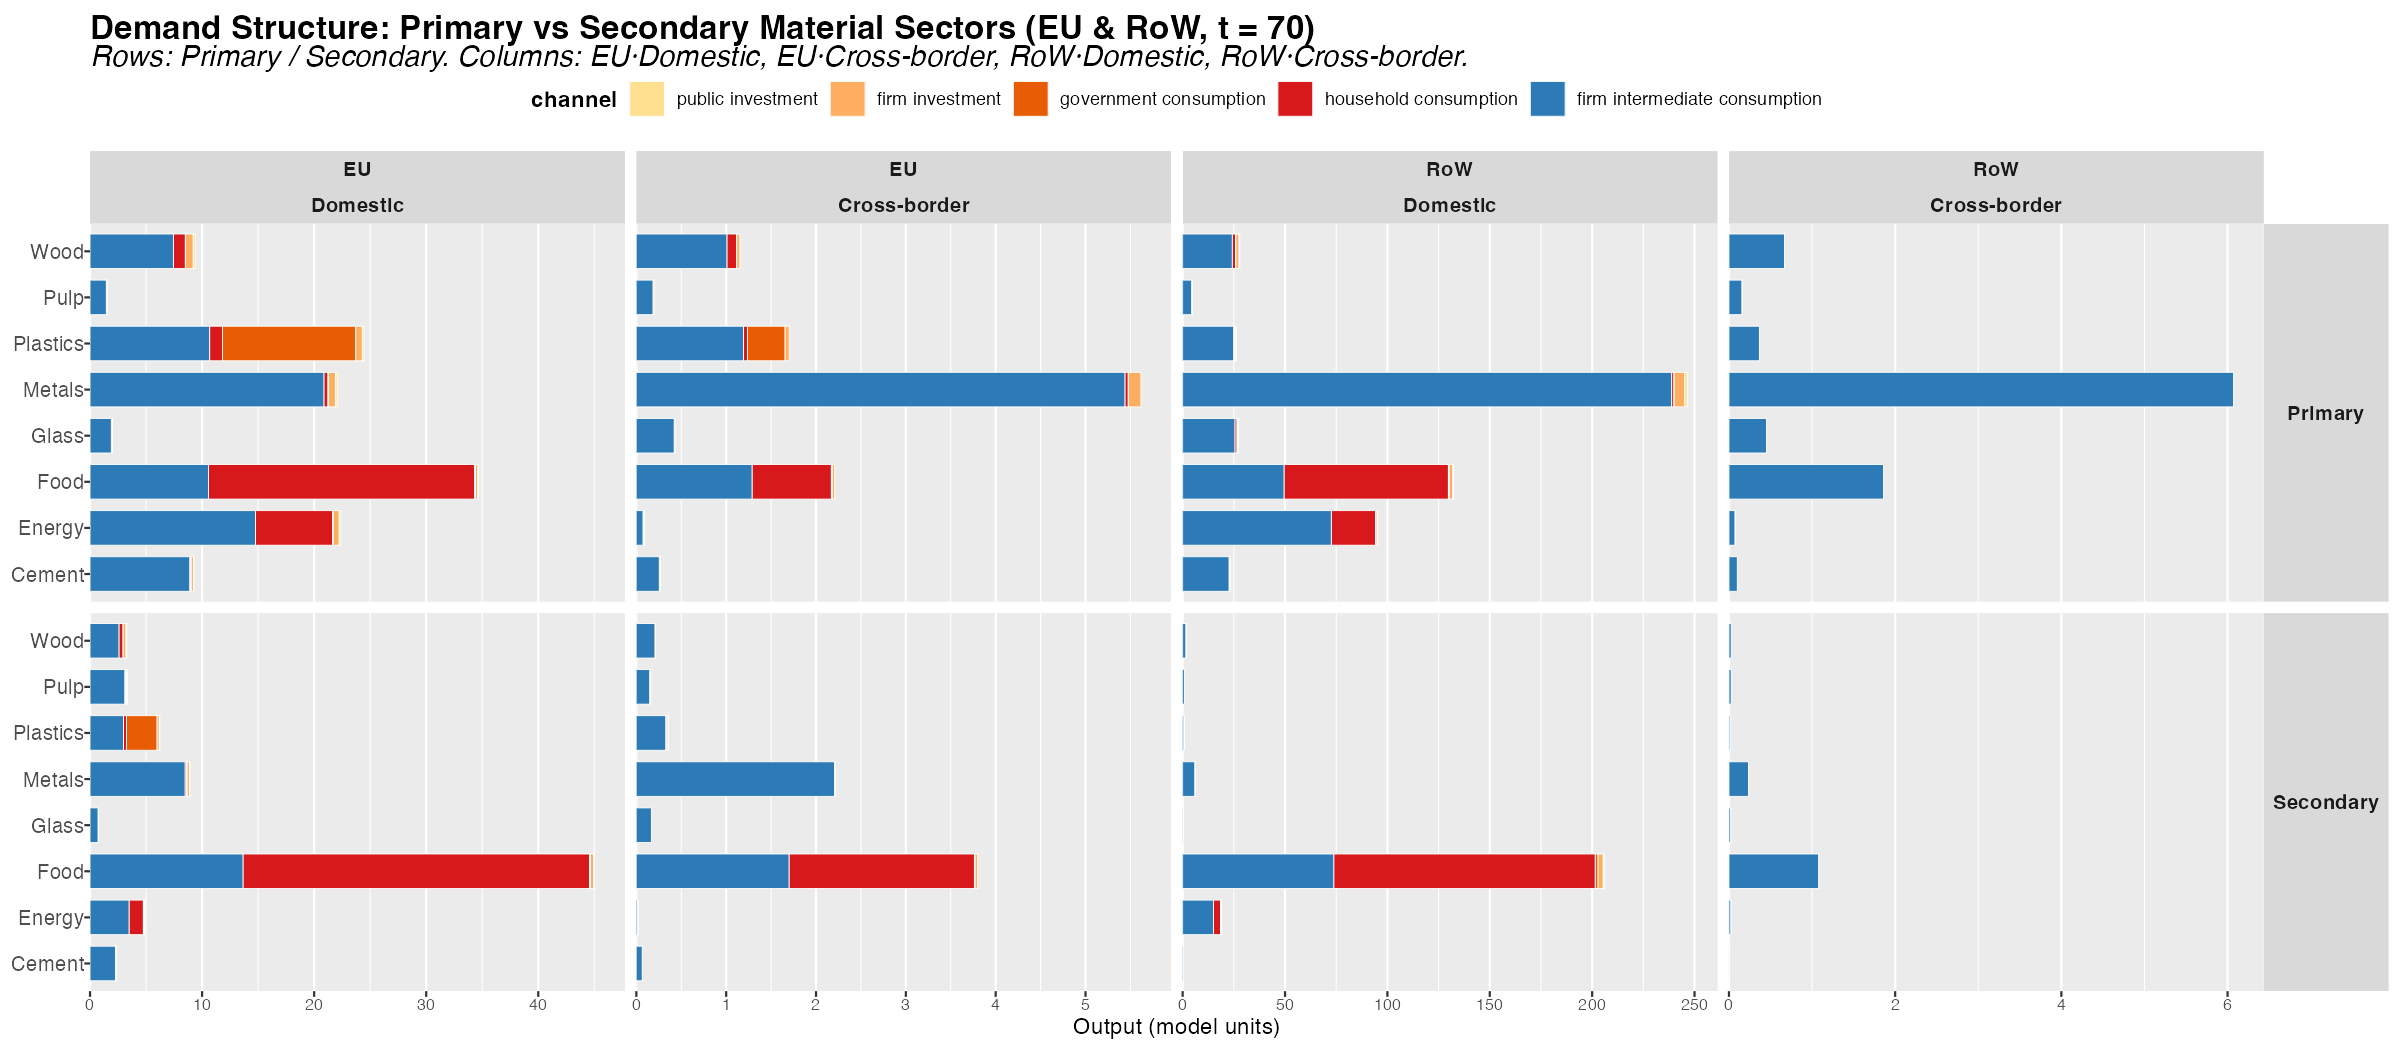 Demand Structure: Primary vs Secondary Material Sectors (EU & RoW, t = 70)
Rows: Primary / Secondary. Columns: EU·Domestic, EU·Cross-border, RoW·Domestic, RoW·Cross-border.
channel public investment firm investment government consumption household consumption firm intermediate consumption
EU EU RoW RoW
Domestic Cross-border Domestic Cross-border
Wood
Pulp
Plastics
Metals
Glass
Food
Energy
Cement
Primary
Wood
Pulp
Plastics
Metals
Glass
Food
Energy
Cement
Secondary
0 10 20 30 40 0 1 2 3 4 5 0 50 100 150 200 250 0 2 4 6
Output (model units)